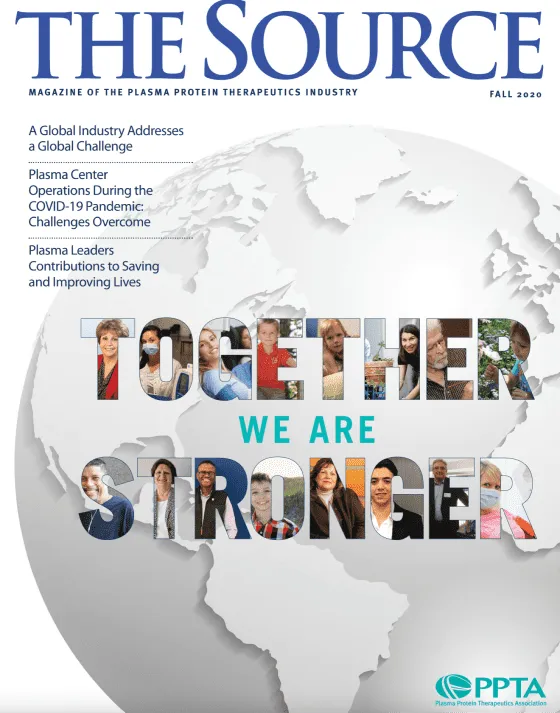 THE SOURCE
MAGAZINE OF THE PLASMA PROTEIN THERAPEUTICS INDUSTRY
FALL 2020
A Global Industry Addresses
a Global Challenge
Plasma Center
Operations During the
COVID-19 Pandemic:
Challenges Overcome
Plasma Leaders
Contributions to Saving
and Improving Lives
TOGETHER
WE ARE
STRONGER
PPTA
Plasma Protein Therapeutics Association